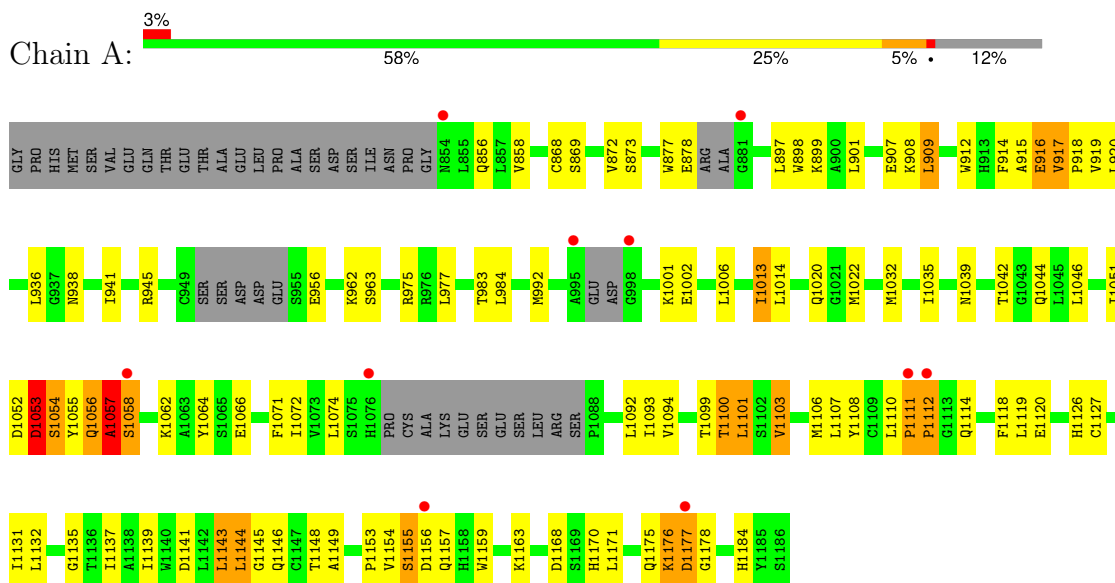 3%
Chain A:
58% 25% 5% • 12%
GLY PRO HIS MET SER VAL GLU GLN THR GLU THR ALA GLU LEU PRO ALA SER ASP SER ILE ASN PRO GLY N854 L855 Q856 L857 V858 C868 S869 V872 S873 W877 E878 ARG ALA G881 L897 W898 K899 A900 L901 E907 K908 L909 W912 H913 F914 A915 E916 V917 P918 V919 L920
L936 G937 N938 I941 R945 C949 SER SER ASP ASP GLU S955 E956 K962 S963 R975 R976 L977 T983 L984 M992 A995 GLU ASP G998 K1001 E1002 L1006 I1013 L1014 Q1020 G1021 M1022 M1032 I1035 N1039 T1042 G1043 Q1044 L1045 L1046 I1051
D1052 D1053 S1054 Y1055 Q1056 A1057 S1058 K1062 A1063 Y1064 S1065 E1066 F1071 I1072 V1073 L1074 S1075 H1076 PRO CYS ALA LYS GLU SER GLU SER LEU ARG SER P1088 L1092 I1093 V1094 T1099 T1100 L1101 S1102 V1103 M1106 L1107 Y1108 C1109 L1110 P1111 P1112 G1113 Q1114 F1118 L1119 E1120 H1126 C1127
I1131 L1132 G1135 T1136 I1137 A1138 I1139 W1140 D1141 L1142 L1143 L1144 G1145 Q1146 C1147 T1148 A1149 P1153 V1154 S1155 D1156 Q1157 H1158 W1159 K1163 D1168 S1169 H1170 L1171 Q1175 K1176 D1177 G1178 H1184 Y1185 S1186